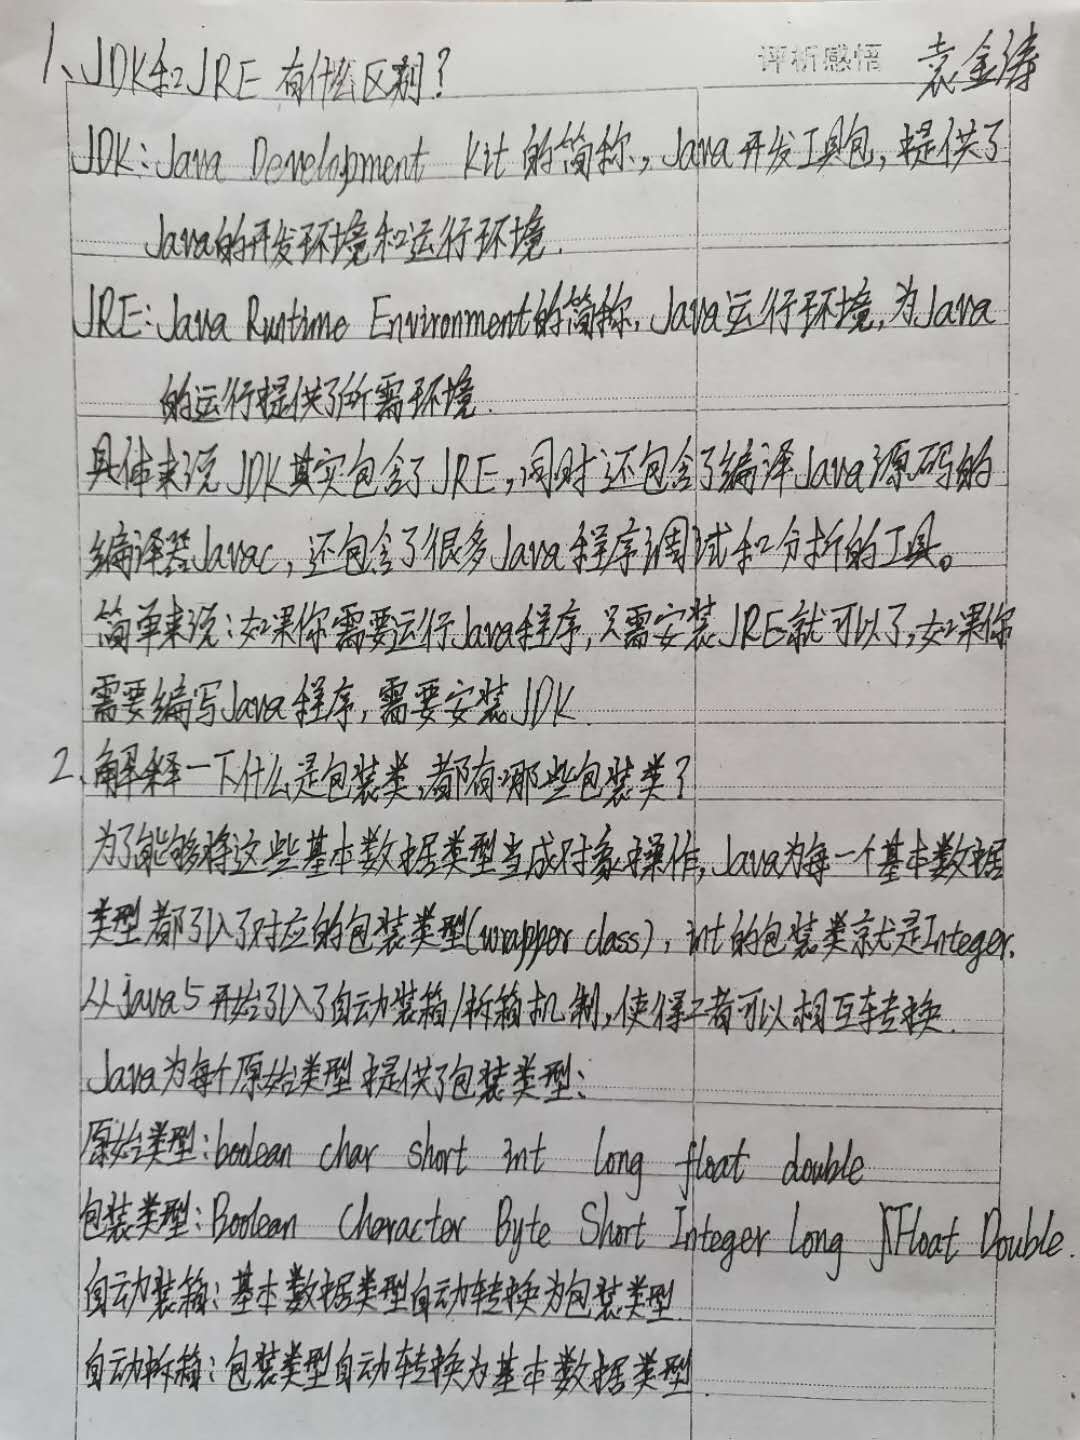 评析感悟 袁金涛
1、JDK和JRE有什么区别？
JDK：Java Development Kit的简称，Java开发工具包，提供了
Java的开发环境和运行环境.
JRE：Java Runtime Environment的简称，Java运行环境，为Java
的运行提供了所需环境.
具体来说JDK其实包含了JRE，同时还包含了编译Java源码的
编译器Javac，还包含了很多Java程序调试和分析的工具。
简单来说：如果你需要运行Java程序，只需安装JRE就可以了，如果你
需要编写Java程序，需要安装JDK.
2、解释一下什么是包装类，都有哪些包装类？
为了能够将这些基本数据类型当成对象操作，Java为每一个基本数据
类型都引入了对应的包装类型(wrapper class)，int的包装类就是Integer.
从java5开始引入了自动装箱/拆箱机制，使得二者可以相互转换.
Java为每个原始类型提供了包装类型：
原始类型：boolean char short int long float double
包装类型：Boolean Character Byte Short Integer Long Float Double.
自动装箱：基本数据类型自动转换为包装类型.
自动拆箱：包装类型自动转换为基本数据类型.